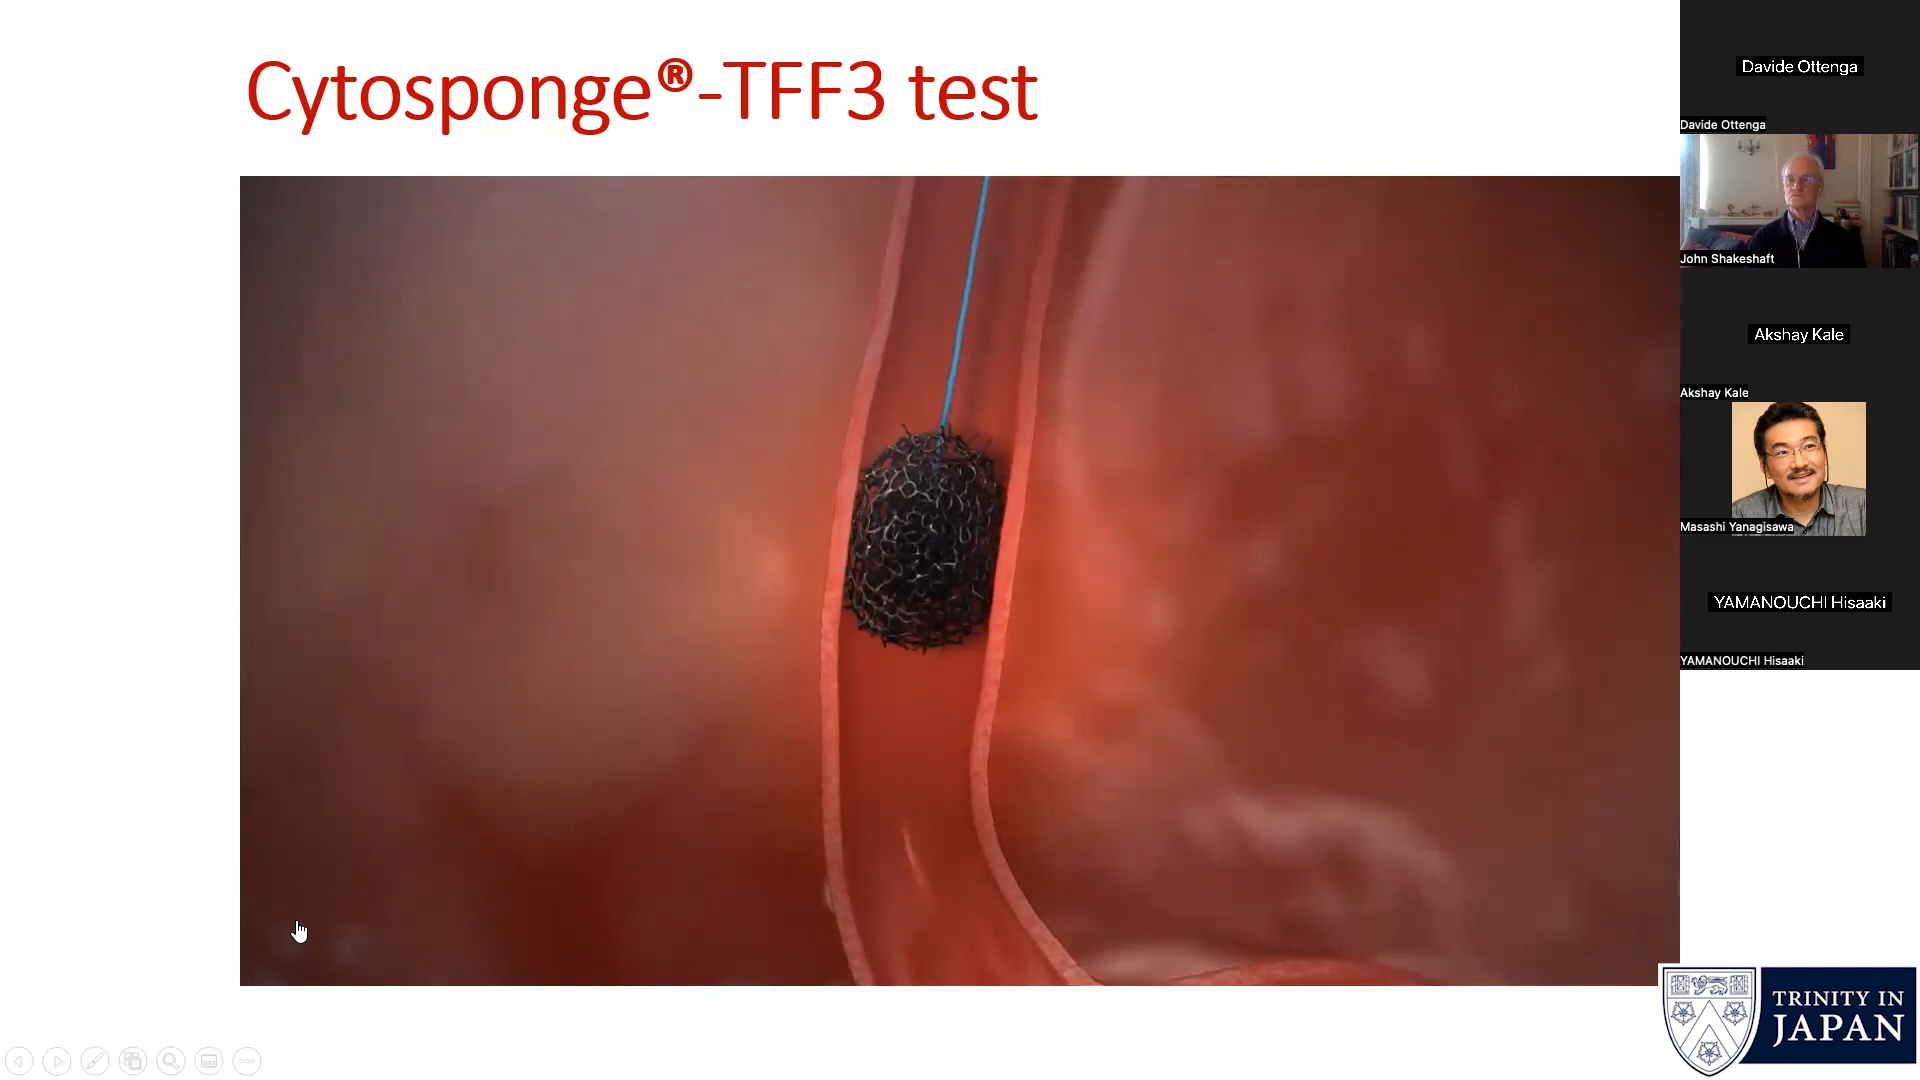 Cytosponge®-TFF3 test
Davide Ottenga
Davide Ottenga
John Shakeshaft
Akshay Kale
Akshay Kale
Masashi Yanagisawa
YAMANOUCHI Hisaaki
YAMANOUCHI Hisaaki
TRINITY IN
JAPAN